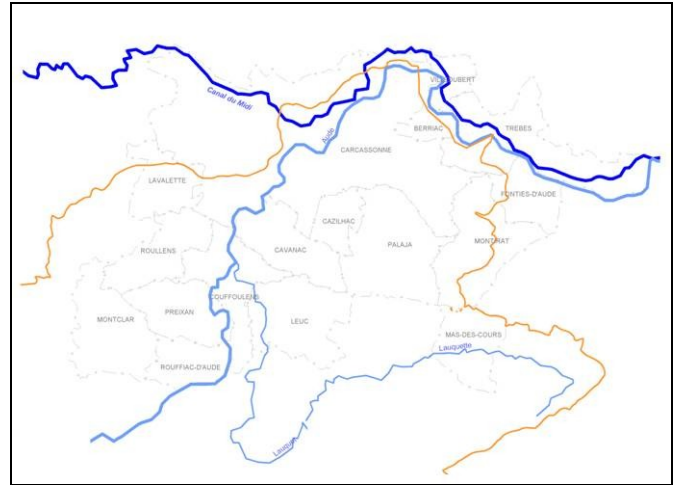 VILLEDUBERT
Canal du Midi
Aude
BERRIAC
TREBES
CARCASSONNE
LAVALETTE
FONTIES-D'AUDE
CAZILHAC
ROULLENS
CAVANAC
PALAJA
MONTIRAT
COUFFOULENS
MONTCLAR
PREIXAN
LEUC
MAS-DES-COURS
Lauquette
ROUFFIAC-D'AUDE
Lauquet